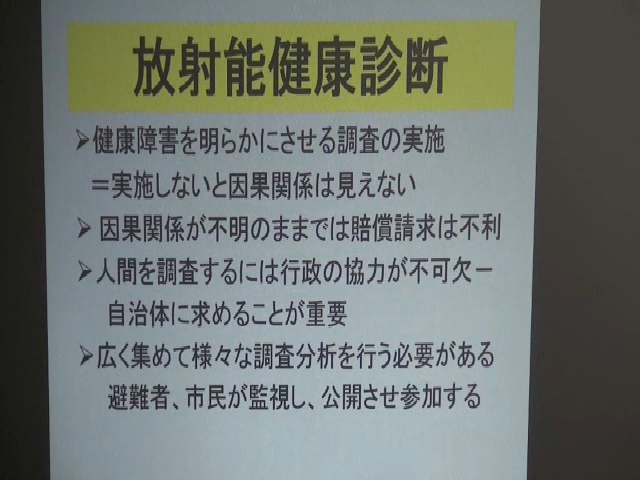 放射能健康診断
➢健康障害を明らかにさせる調査の実施
＝実施しないと因果関係は見えない
➢因果関係が不明のままでは賠償請求は不利
➢人間を調査するには行政の協力が不可欠ー
自治体に求めることが重要
➢広く集めて様々な調査分析を行う必要がある
避難者、市民が監視し、公開させ参加する